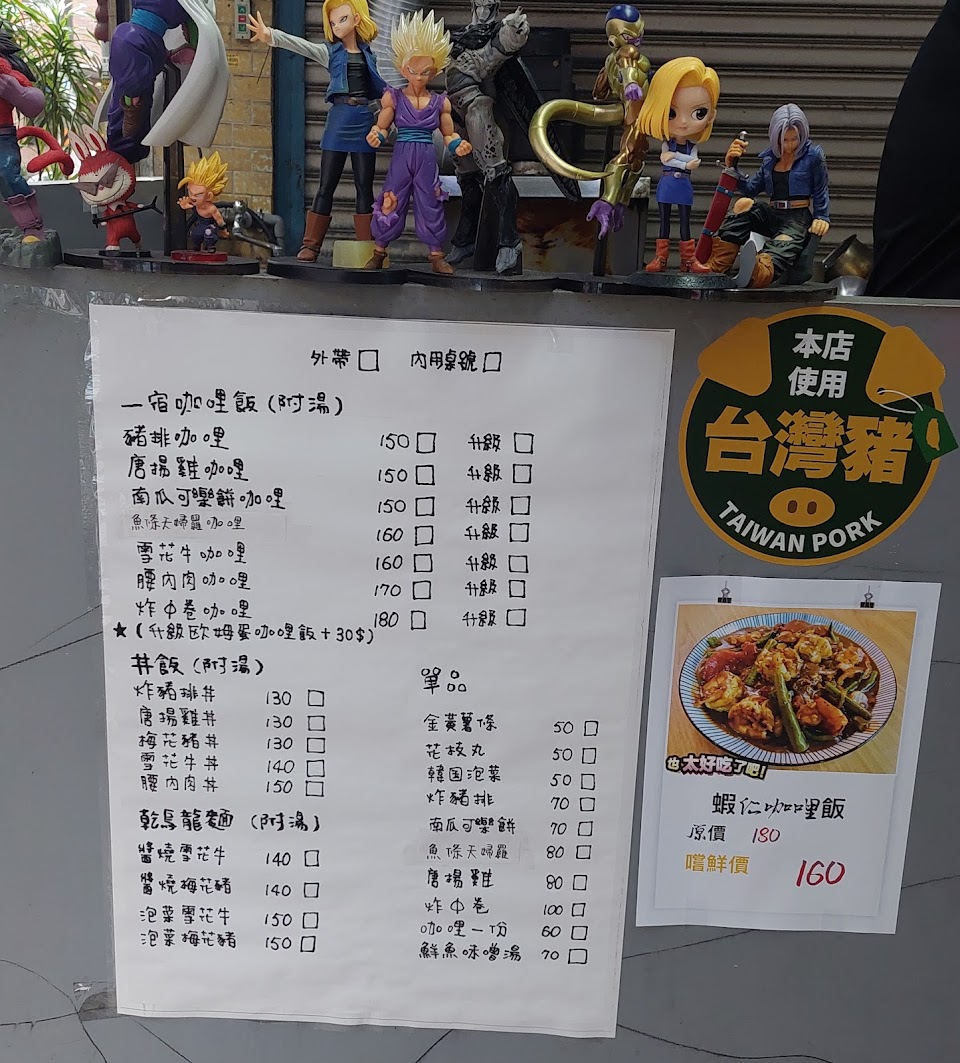 外帶 內用桌號
一宿咖哩飯(附湯)
豬排咖哩 150 升級
唐揚雞咖哩 150 升級
南瓜可樂餅咖哩 150 升級
魚條天婦羅咖哩 160 升級
雪花牛咖哩 160 升級
腰內肉咖哩 170 升級
炸中卷咖哩 180 升級
★(升級歐姆蛋咖哩飯+30$)
丼飯(附湯)
炸豬排丼 130
唐揚雞丼 130
梅花豬丼 130
雪花牛丼 140
腰內肉丼 150
乾烏龍麵 (附湯)
醬燒雪花牛 140
醬燒梅花豬 140
泡菜雪花牛 150
泡菜梅花豬 150
單品
金黃薯條 50
花枝丸 50
韓国泡菜 50
炸豬排 70
南瓜可樂餅 70
魚條天婦羅 80
唐揚雞 80
炸中卷 100
咖哩一份 60
鮮魚味噌湯 70
本店
使用
台灣豬
TAIWAN PORK
也太好吃了吧!
蝦仁咖哩飯
原價 180
嚐鮮價 160